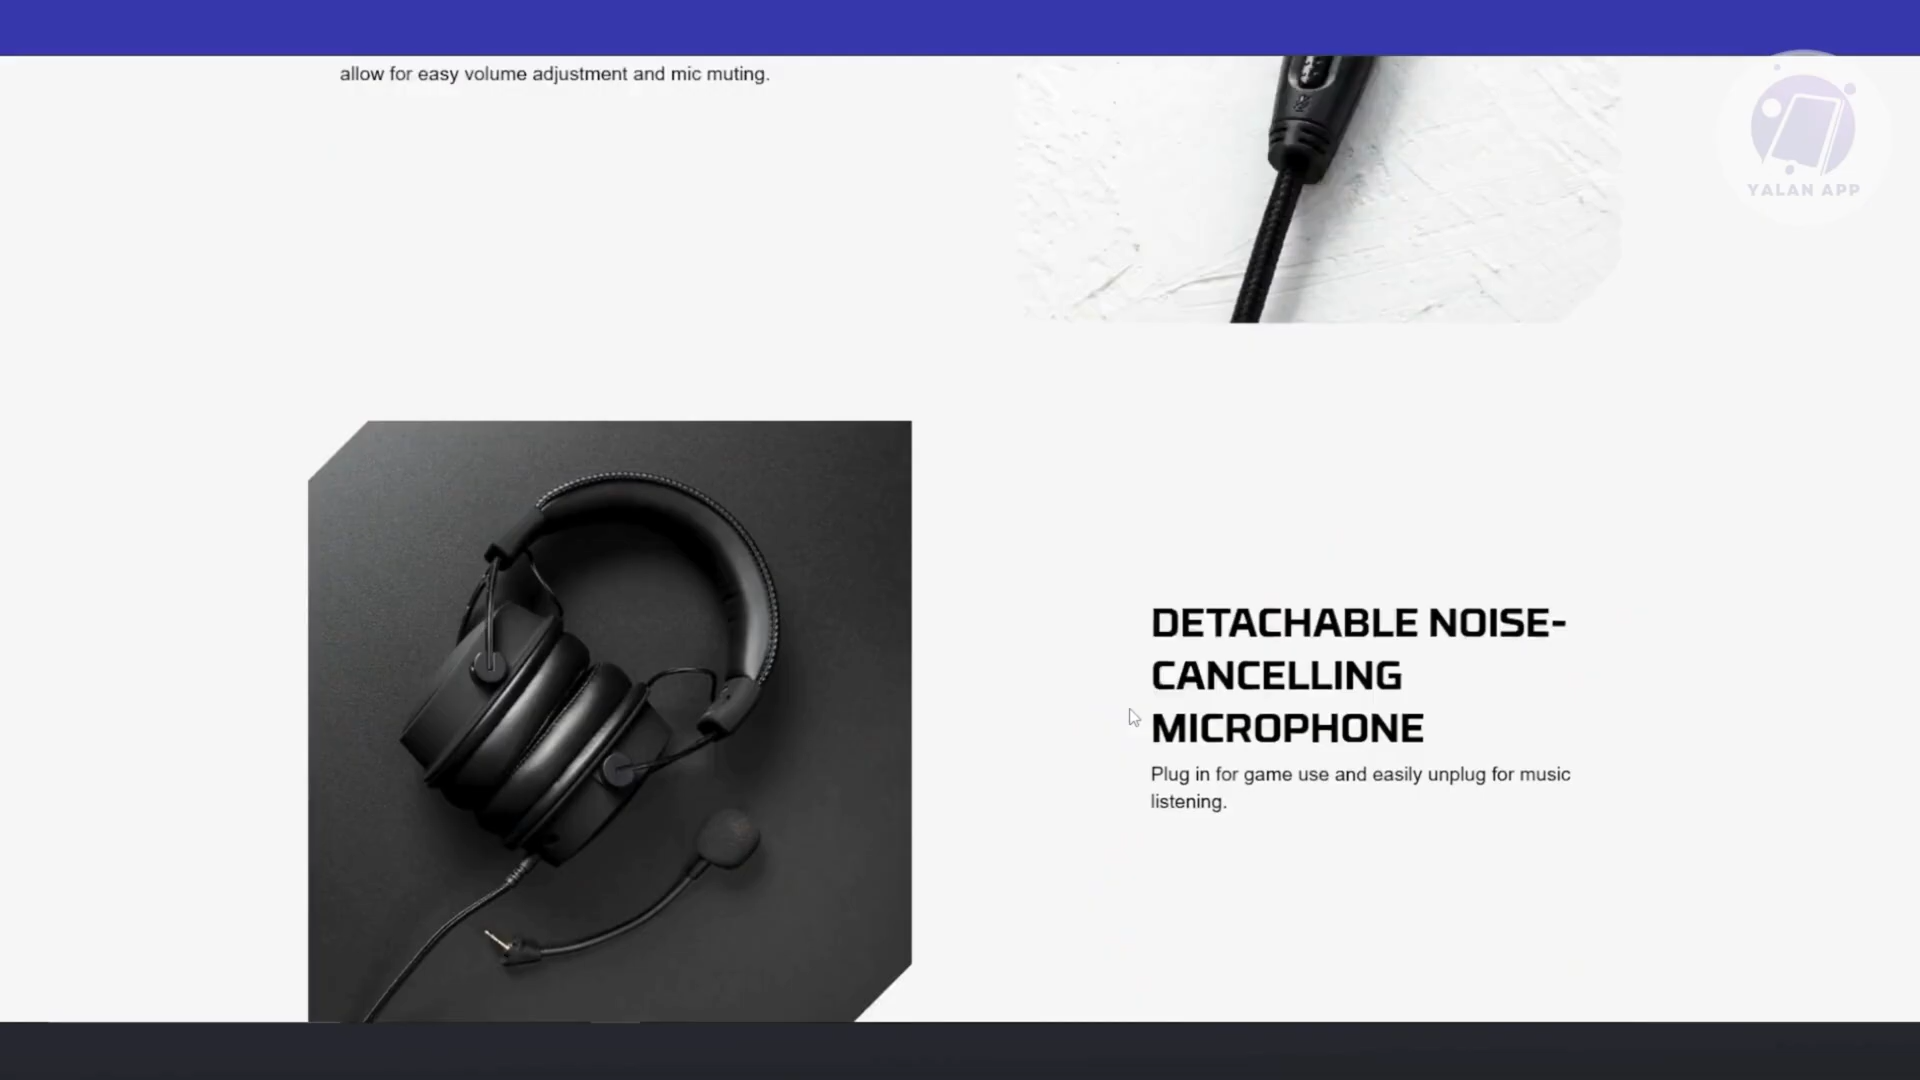 allow for easy volume adjustment and mic muting.
YALAN APP
DETACHABLE NOISE-
CANCELLING
MICROPHONE
Plug in for game use and easily unplug for music
listening.